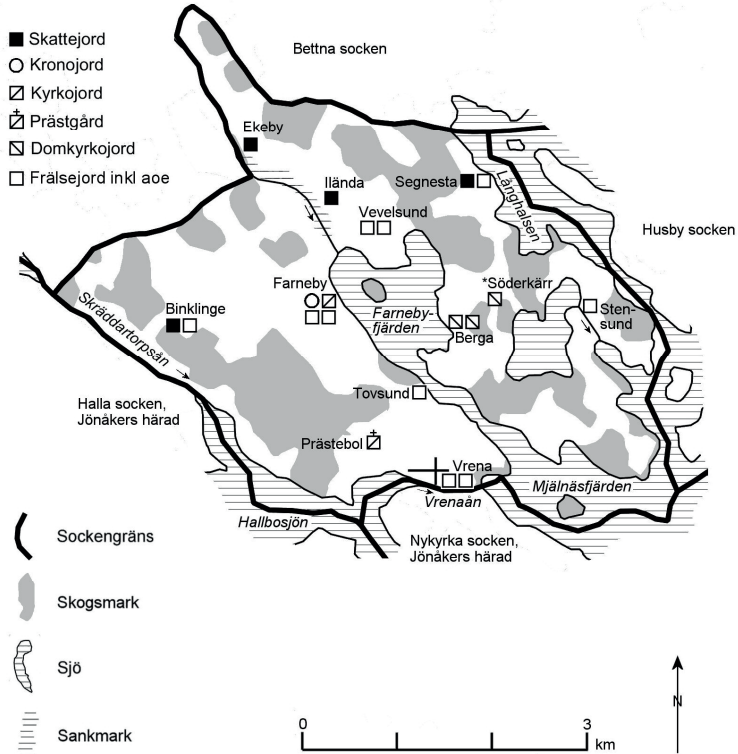 Skattejord
Kronojord
Kyrkojord
Prästgård
Domkyrkojord
Frälsejord inkl aoe
Bettna socken
Ekeby
Ilända
Segnesta
Vevelsund
Långhalsen
Husby socken
Farneby
*Söderkärr
Binklinge
Farneby-
fjärden
Berga
Sten-
sund
Skräddartorpsån
Tovsund
Halla socken,
Jönåkers härad
Prästebol
Vrena
Vrenaån
Mjälnäsfjärden
Hallbosjön
Nykyrka socken,
Jönåkers härad
Sockengräns
Skogsmark
Sjö
Sankmark
0
3
km
N